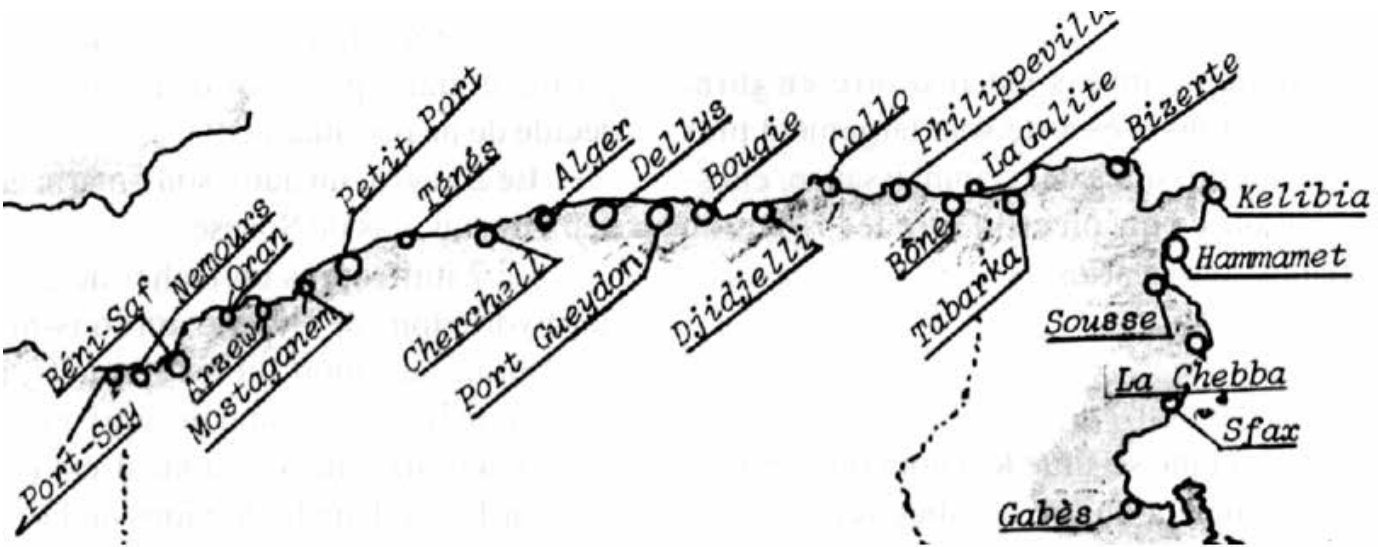 Port-Say
Béni-Saf
Nemours
Oran
Arzew
Mostaganem
Petit Port
Ténés
Cherchell
Alger
Dellus
Port Gueydon
Bougie
Djidjelli
Collo
Philippeville
Bône
La Galite
Tabarka
Bizerte
Kelibia
Hammamet
Sousse
La Chebba
Sfax
Gabès